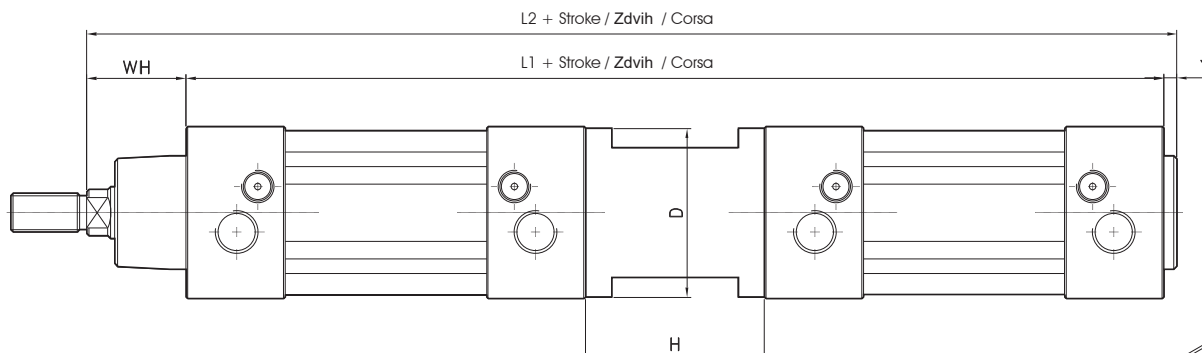 L2 + Stroke / Zdvih / Corsa
WH
L1 + Stroke / Zdvih / Corsa
D
H